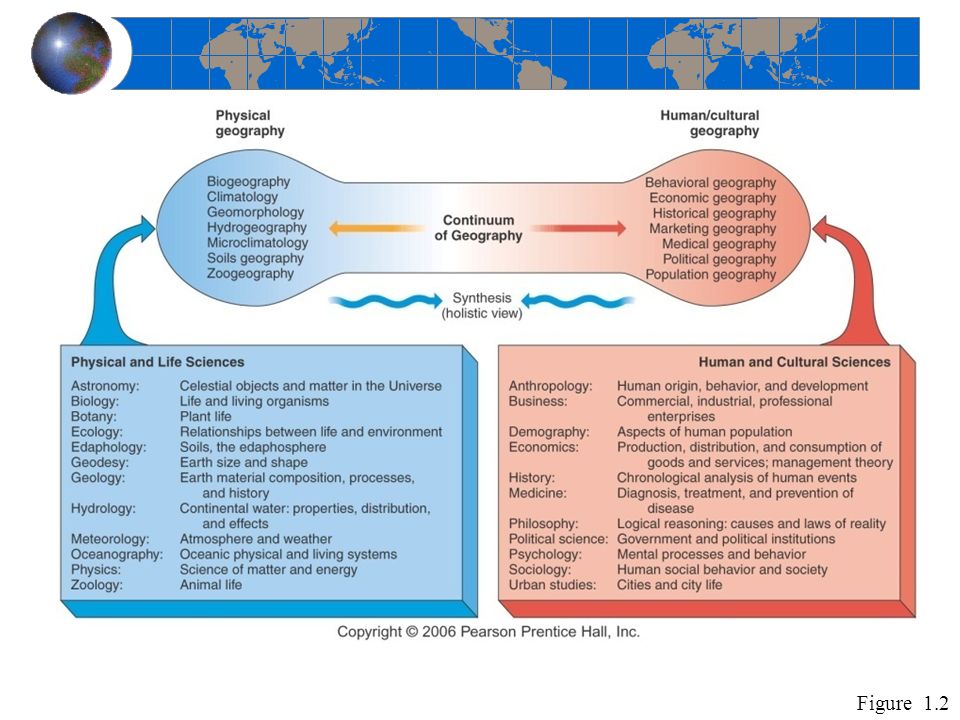 Physical
geography
Human/cultural
geography
Biogeography
Climatology
Geomorphology
Hydrogeography
Microclimatology
Soils geography
Zoogeography
Continuum
of Geography
Behavioral geography
Economic geography
Historical geography
Marketing geography
Medical geography
Political geography
Population geography
Synthesis
(holistic view)
Physical and Life Sciences
Astronomy: Celestial objects and matter in the Universe
Biology: Life and living organisms
Botany: Plant life
Ecology: Relationships between life and environment
Edaphology: Soils, the edaphosphere
Geodesy: Earth size and shape
Geology: Earth material composition, processes,
and history
Hydrology: Continental water: properties, distribution,
and effects
Meteorology: Atmosphere and weather
Oceanography: Oceanic physical and living systems
Physics: Science of matter and energy
Zoology: Animal life
Human and Cultural Sciences
Anthropology: Human origin, behavior, and development
Business: Commercial, industrial, professional
enterprises
Demography: Aspects of human population
Economics: Production, distribution, and consumption of
goods and services; management theory
History: Chronological analysis of human events
Medicine: Diagnosis, treatment, and prevention of
disease
Philosophy: Logical reasoning: causes and laws of reality
Political science: Government and political institutions
Psychology: Mental processes and behavior
Sociology: Human social behavior and society
Urban studies: Cities and city life
Copyright © 2006 Pearson Prentice Hall, Inc.
Figure 1.2